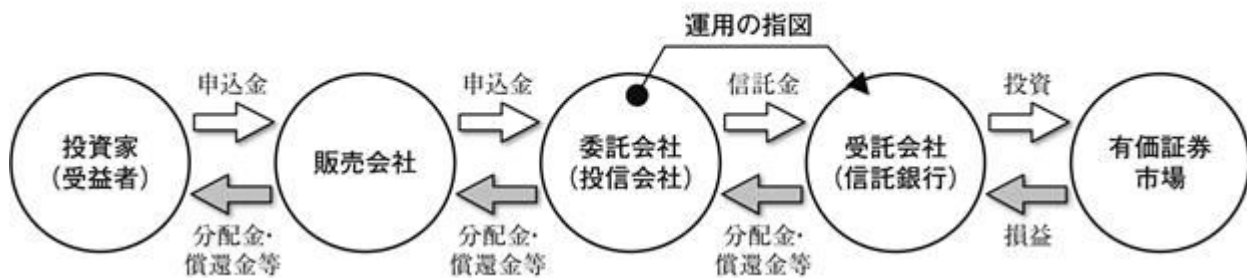 運用の指図
申込金
申込金
信託金
投資
投資家
(受益者)
販売会社
委託会社
(投信会社)
受託会社
(信託銀行)
有価証券
市場
分配金・
償還金等
分配金・
償還金等
分配金・
償還金等
損益